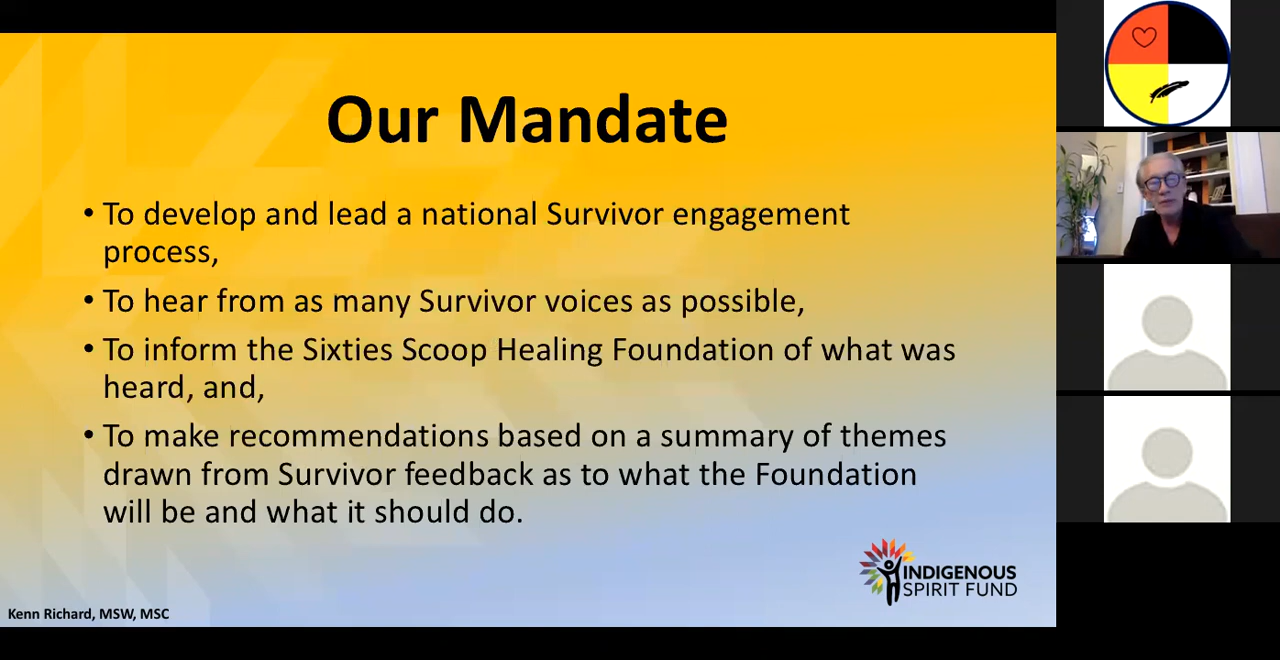 Our Mandate
• To develop and lead a national Survivor engagement
process,
• To hear from as many Survivor voices as possible,
• To inform the Sixties Scoop Healing Foundation of what was
heard, and,
• To make recommendations based on a summary of themes
drawn from Survivor feedback as to what the Foundation
will be and what it should do.
INDIGENOUS
SPIRIT FUND
Kenn Richard, MSW, MSC